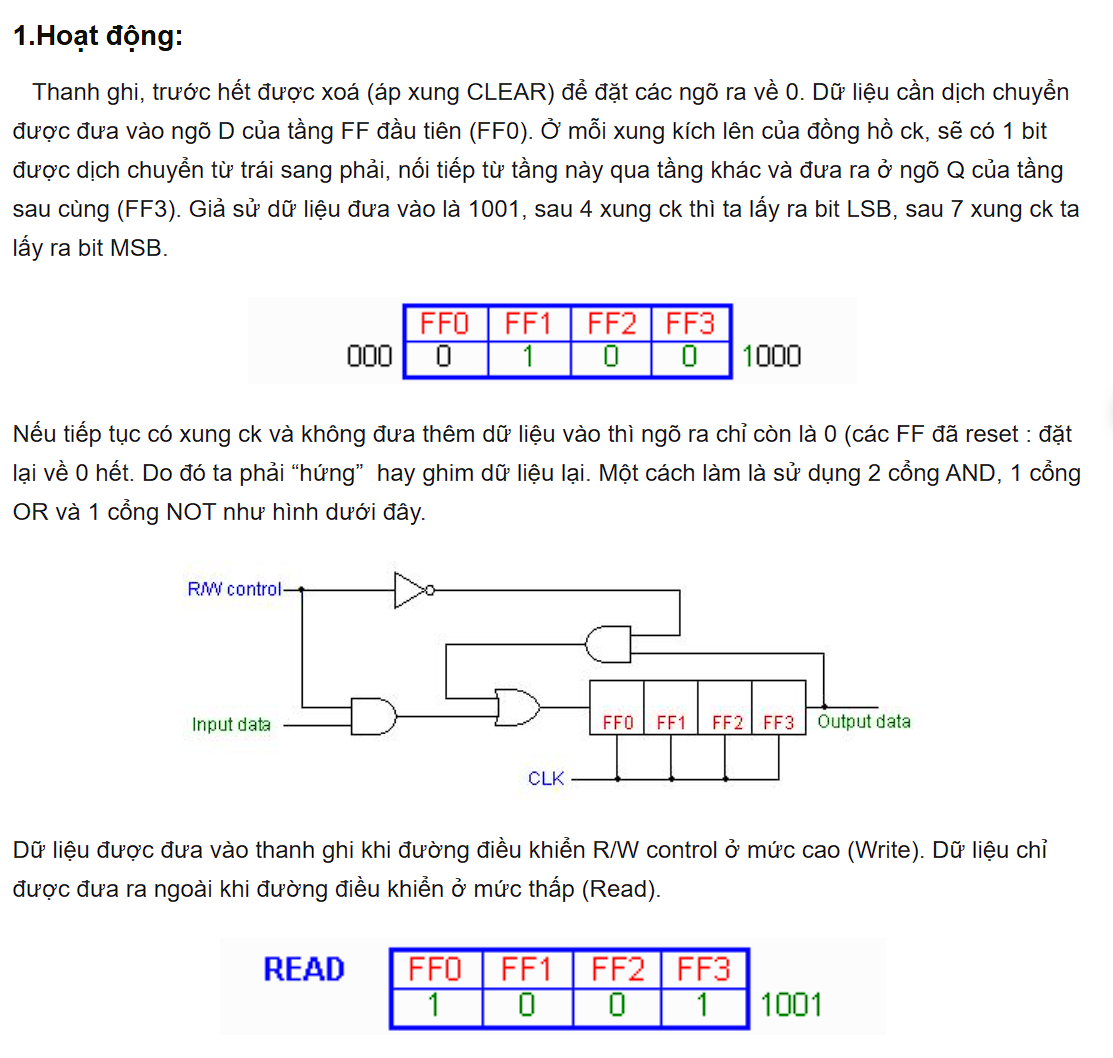 1.Hoạt động:
Thanh ghi, trước hết được xoá (áp xung CLEAR) để đặt các ngõ ra về 0. Dữ liệu cần dịch chuyển
được đưa vào ngõ D của tầng FF đầu tiên (FF0). Ở mỗi xung kích lên của đồng hồ ck, sẽ có 1 bit
được dịch chuyển từ trái sang phải, nối tiếp từ tầng này qua tầng khác và đưa ra ở ngõ Q của tầng
sau cùng (FF3). Giả sử dữ liệu đưa vào là 1001, sau 4 xung ck thì ta lấy ra bit LSB, sau 7 xung ck ta
lấy ra bit MSB.
FF0 FF1 FF2 FF3
000 0 1 0 0 1000
Nếu tiếp tục có xung ck và không đưa thêm dữ liệu vào thì ngõ ra chỉ còn là 0 (các FF đã reset : đặt
lại về 0 hết. Do đó ta phải “hứng”  hay ghim dữ liệu lại. Một cách làm là sử dụng 2 cổng AND, 1 cổng
OR và 1 cổng NOT như hình dưới đây.
R/W control
Input data
FF0 FF1 FF2 FF3
Output data
CLK
Dữ liệu được đưa vào thanh ghi khi đường điều khiển R/W control ở mức cao (Write). Dữ liệu chỉ
được đưa ra ngoài khi đường điều khiển ở mức thấp (Read).
READ FF0 FF1 FF2 FF3
1 0 0 1 1001